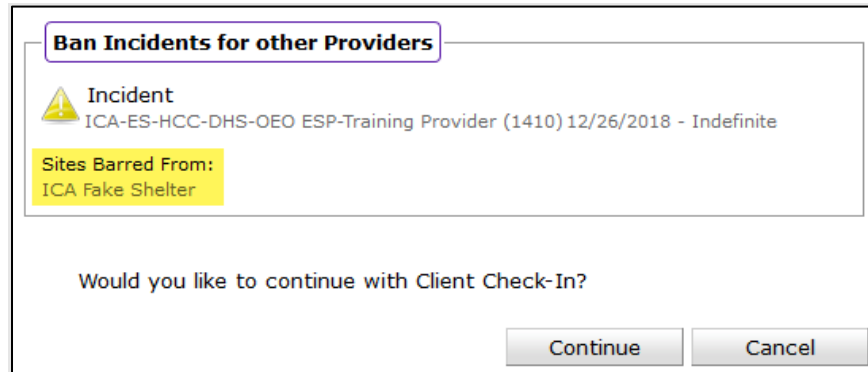 Ban Incidents for other Providers
Incident
ICA-ES-HCC-DHS-OEO ESP-Training Provider (1410) 12/26/2018 - Indefinite
Sites Barred From:
ICA Fake Shelter
Would you like to continue with Client Check-In?
Continue Cancel